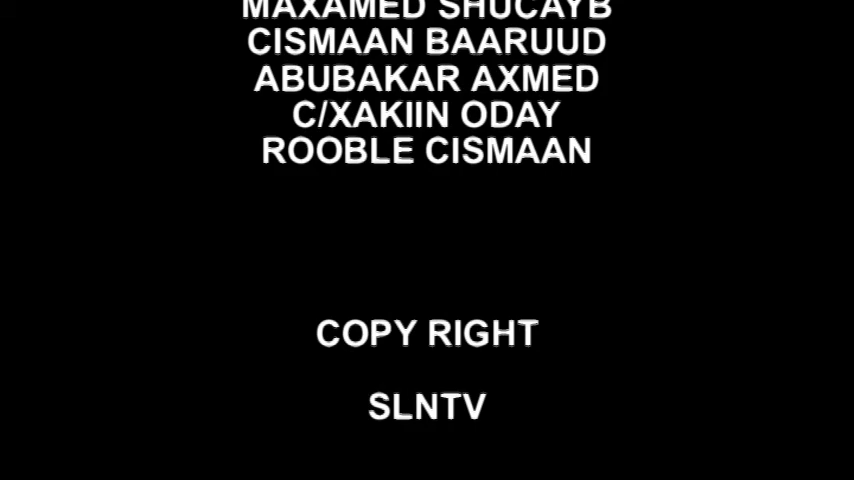 MAXAMED SHUCAYB
CISMAAN BAARUUD
ABUBAKAR AXMED
C/XAKIIN ODAY
ROOBLE CISMAAN
COPY RIGHT
SLNTV